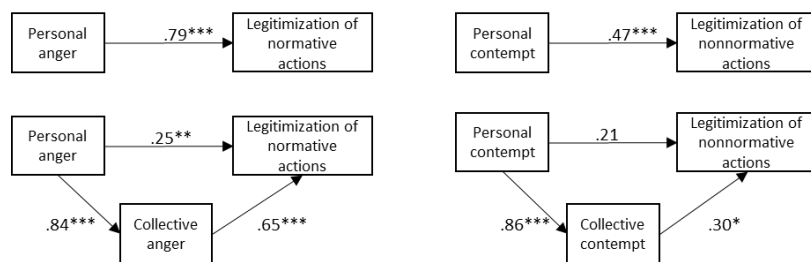 Personal
anger
.79***
Legitimization of
normative
actions
Personal
contempt
.47***
Legitimization of
nonnormative
actions
Personal
anger
.25**
Legitimization of
normative
actions
.84***
Collective
anger
.65***
Personal
contempt
.21
Legitimization of
nonnormative
actions
.86***
Collective
contempt
.30*